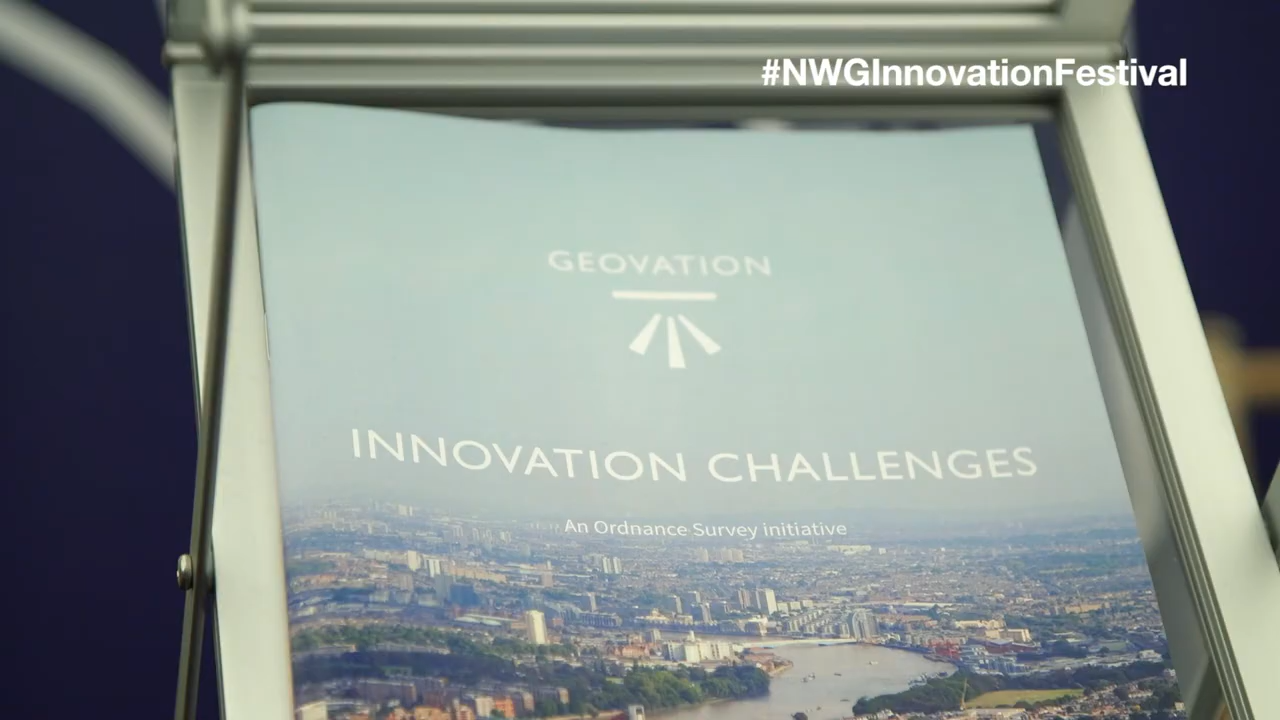 #NWGInnovationFestival
GEOVATION
INNOVATION CHALLENGES
An Ordnance Survey initiative